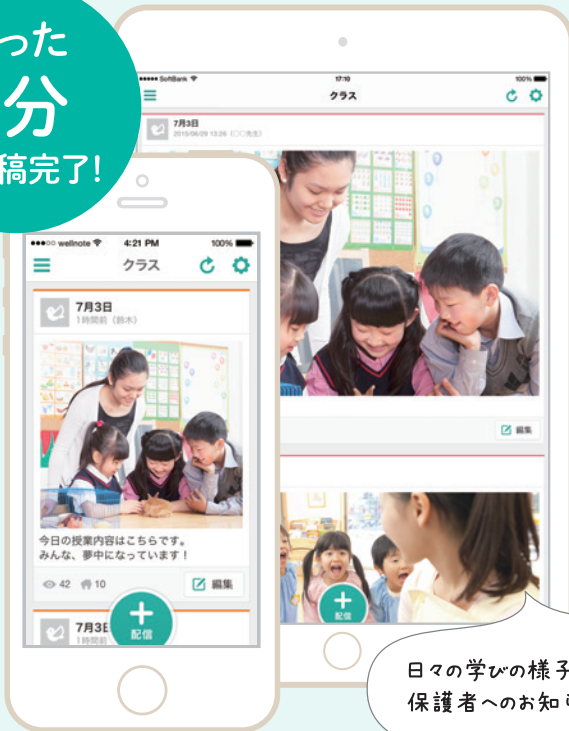 った
分
稿完了!
SoftBank
17:10
100%
クラス
7月3日
2015/06/29 13:26 (〇〇先生)
編集
配信
wellnote
4:21 PM
100%
クラス
7月3日
1時間前 (鈴木)
今日の授業内容はこちらです。
みんな、夢中になっています!
42
10
編集
7月3日
1時間前
配信
日々の学びの様子
保護者へのお知ら